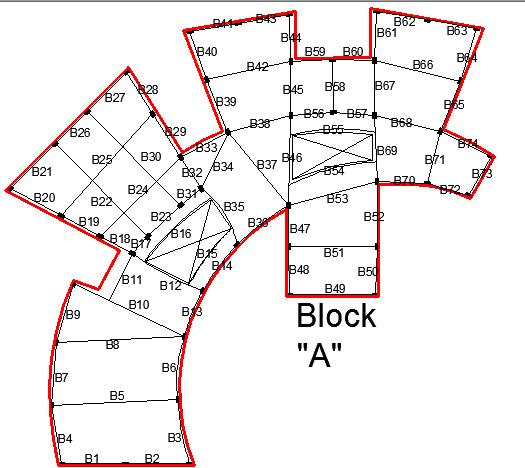 B41 B43 B62 B63
B40 B44 B61
B59 B60 B64
B42 B66
B28 B58 B67
B27 B39 B45 B65
B26 B29 B38 B56 B57 B68
B55 B74
B25 B30 B33 B46 B69
B21 B34 B37 B54 B71 B73
B24 B32 B70 B72
B20 B22 B31 B35 B53
B19 B23 B36 B52
B18 B16 B47
B17 B15 B51
B11 B14 B48 B50
B12 B49
B9 B10 B13
Block
"A"
B8
B7 B6
B5
B4 B3
B1 B2